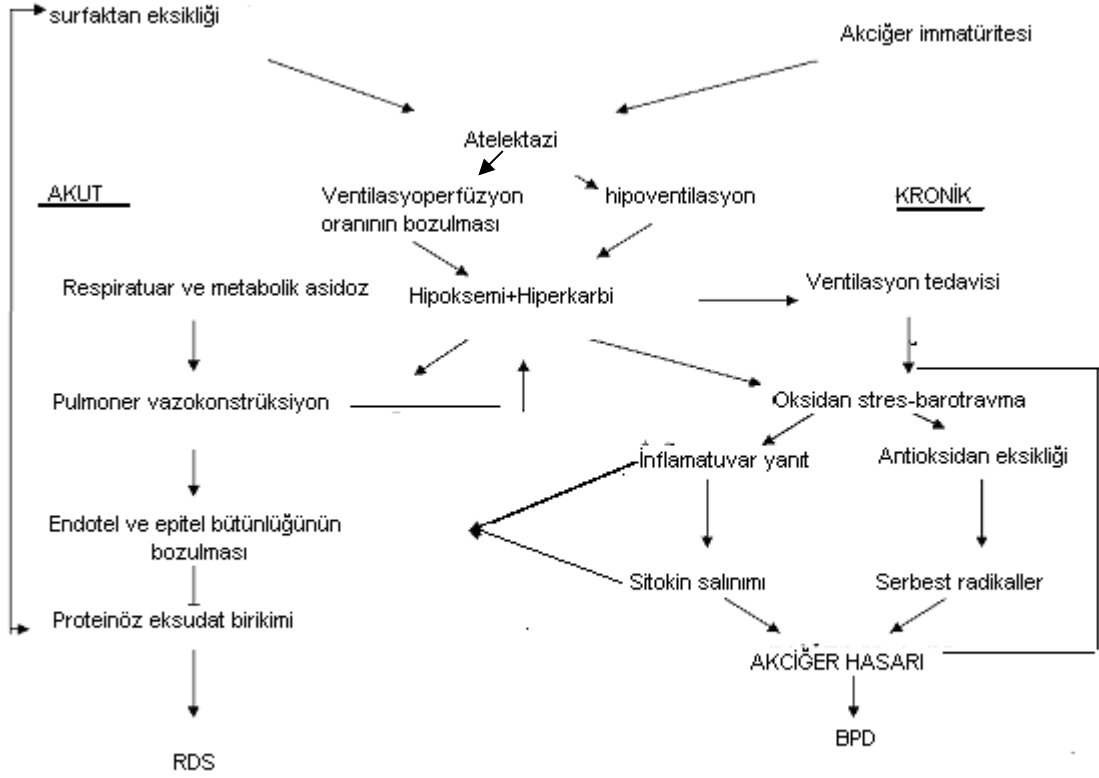 surfaktan eksikliği
Akciğer immatüritesi
Atelektazi
AKUT
Ventilasyoperfüzyon
oranının bozulması
hipoventilasyon
KRONİK
Respiratuar ve metabolik asidoz
Hipoksemi+Hiperkarbi
Ventilasyon tedavisi
Pulmoner vazokonstrüksiyon
Oksidan stres-barotravma
İnflamatuvar yanıt
Antioksidan eksikliği
Endotel ve epitel bütünlüğünün
bozulması
Sitokin salınımı
Serbest radikaller
Proteinöz eksudat birikimi
AKCİĞER HASARI
BPD
RDS